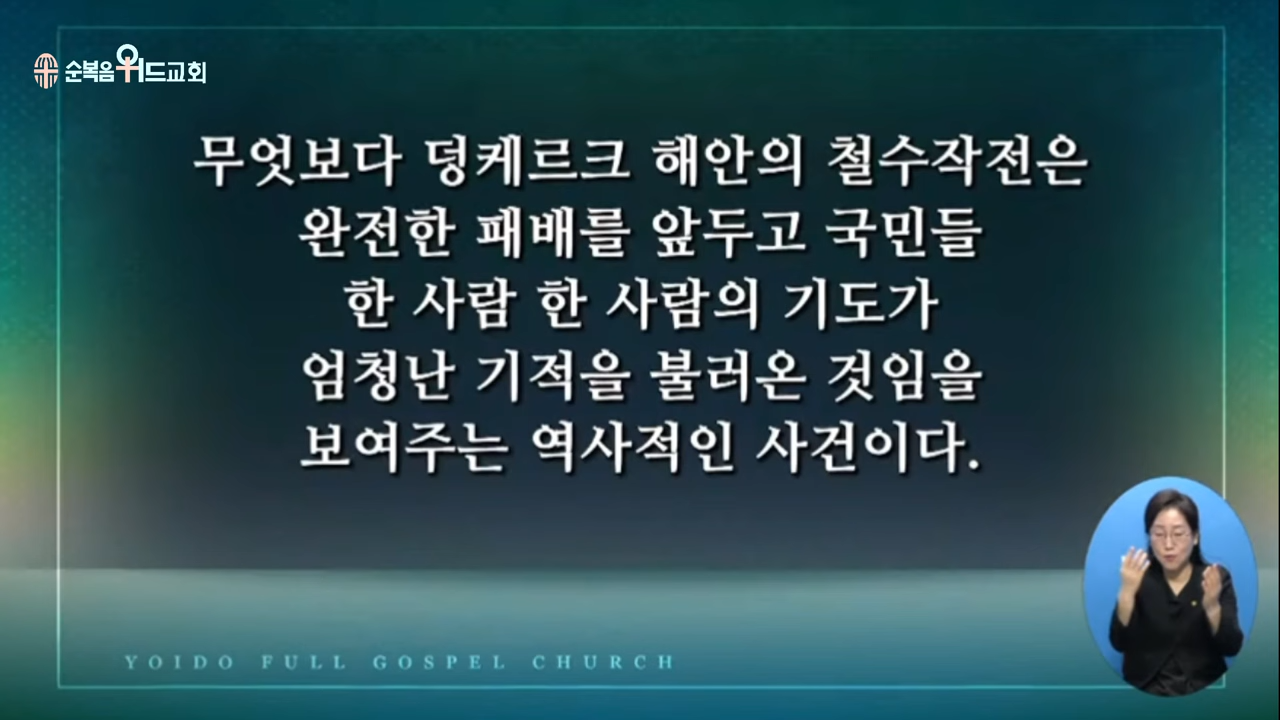 순복음위드교회
무엇보다 덩케르크 해안의 철수작전은
완전한 패배를 앞두고 국민들
한 사람 한 사람의 기도가
엄청난 기적을 불러온 것임을
보여주는 역사적인 사건이다.
YOIDO FULL GOSPEL CHURCH